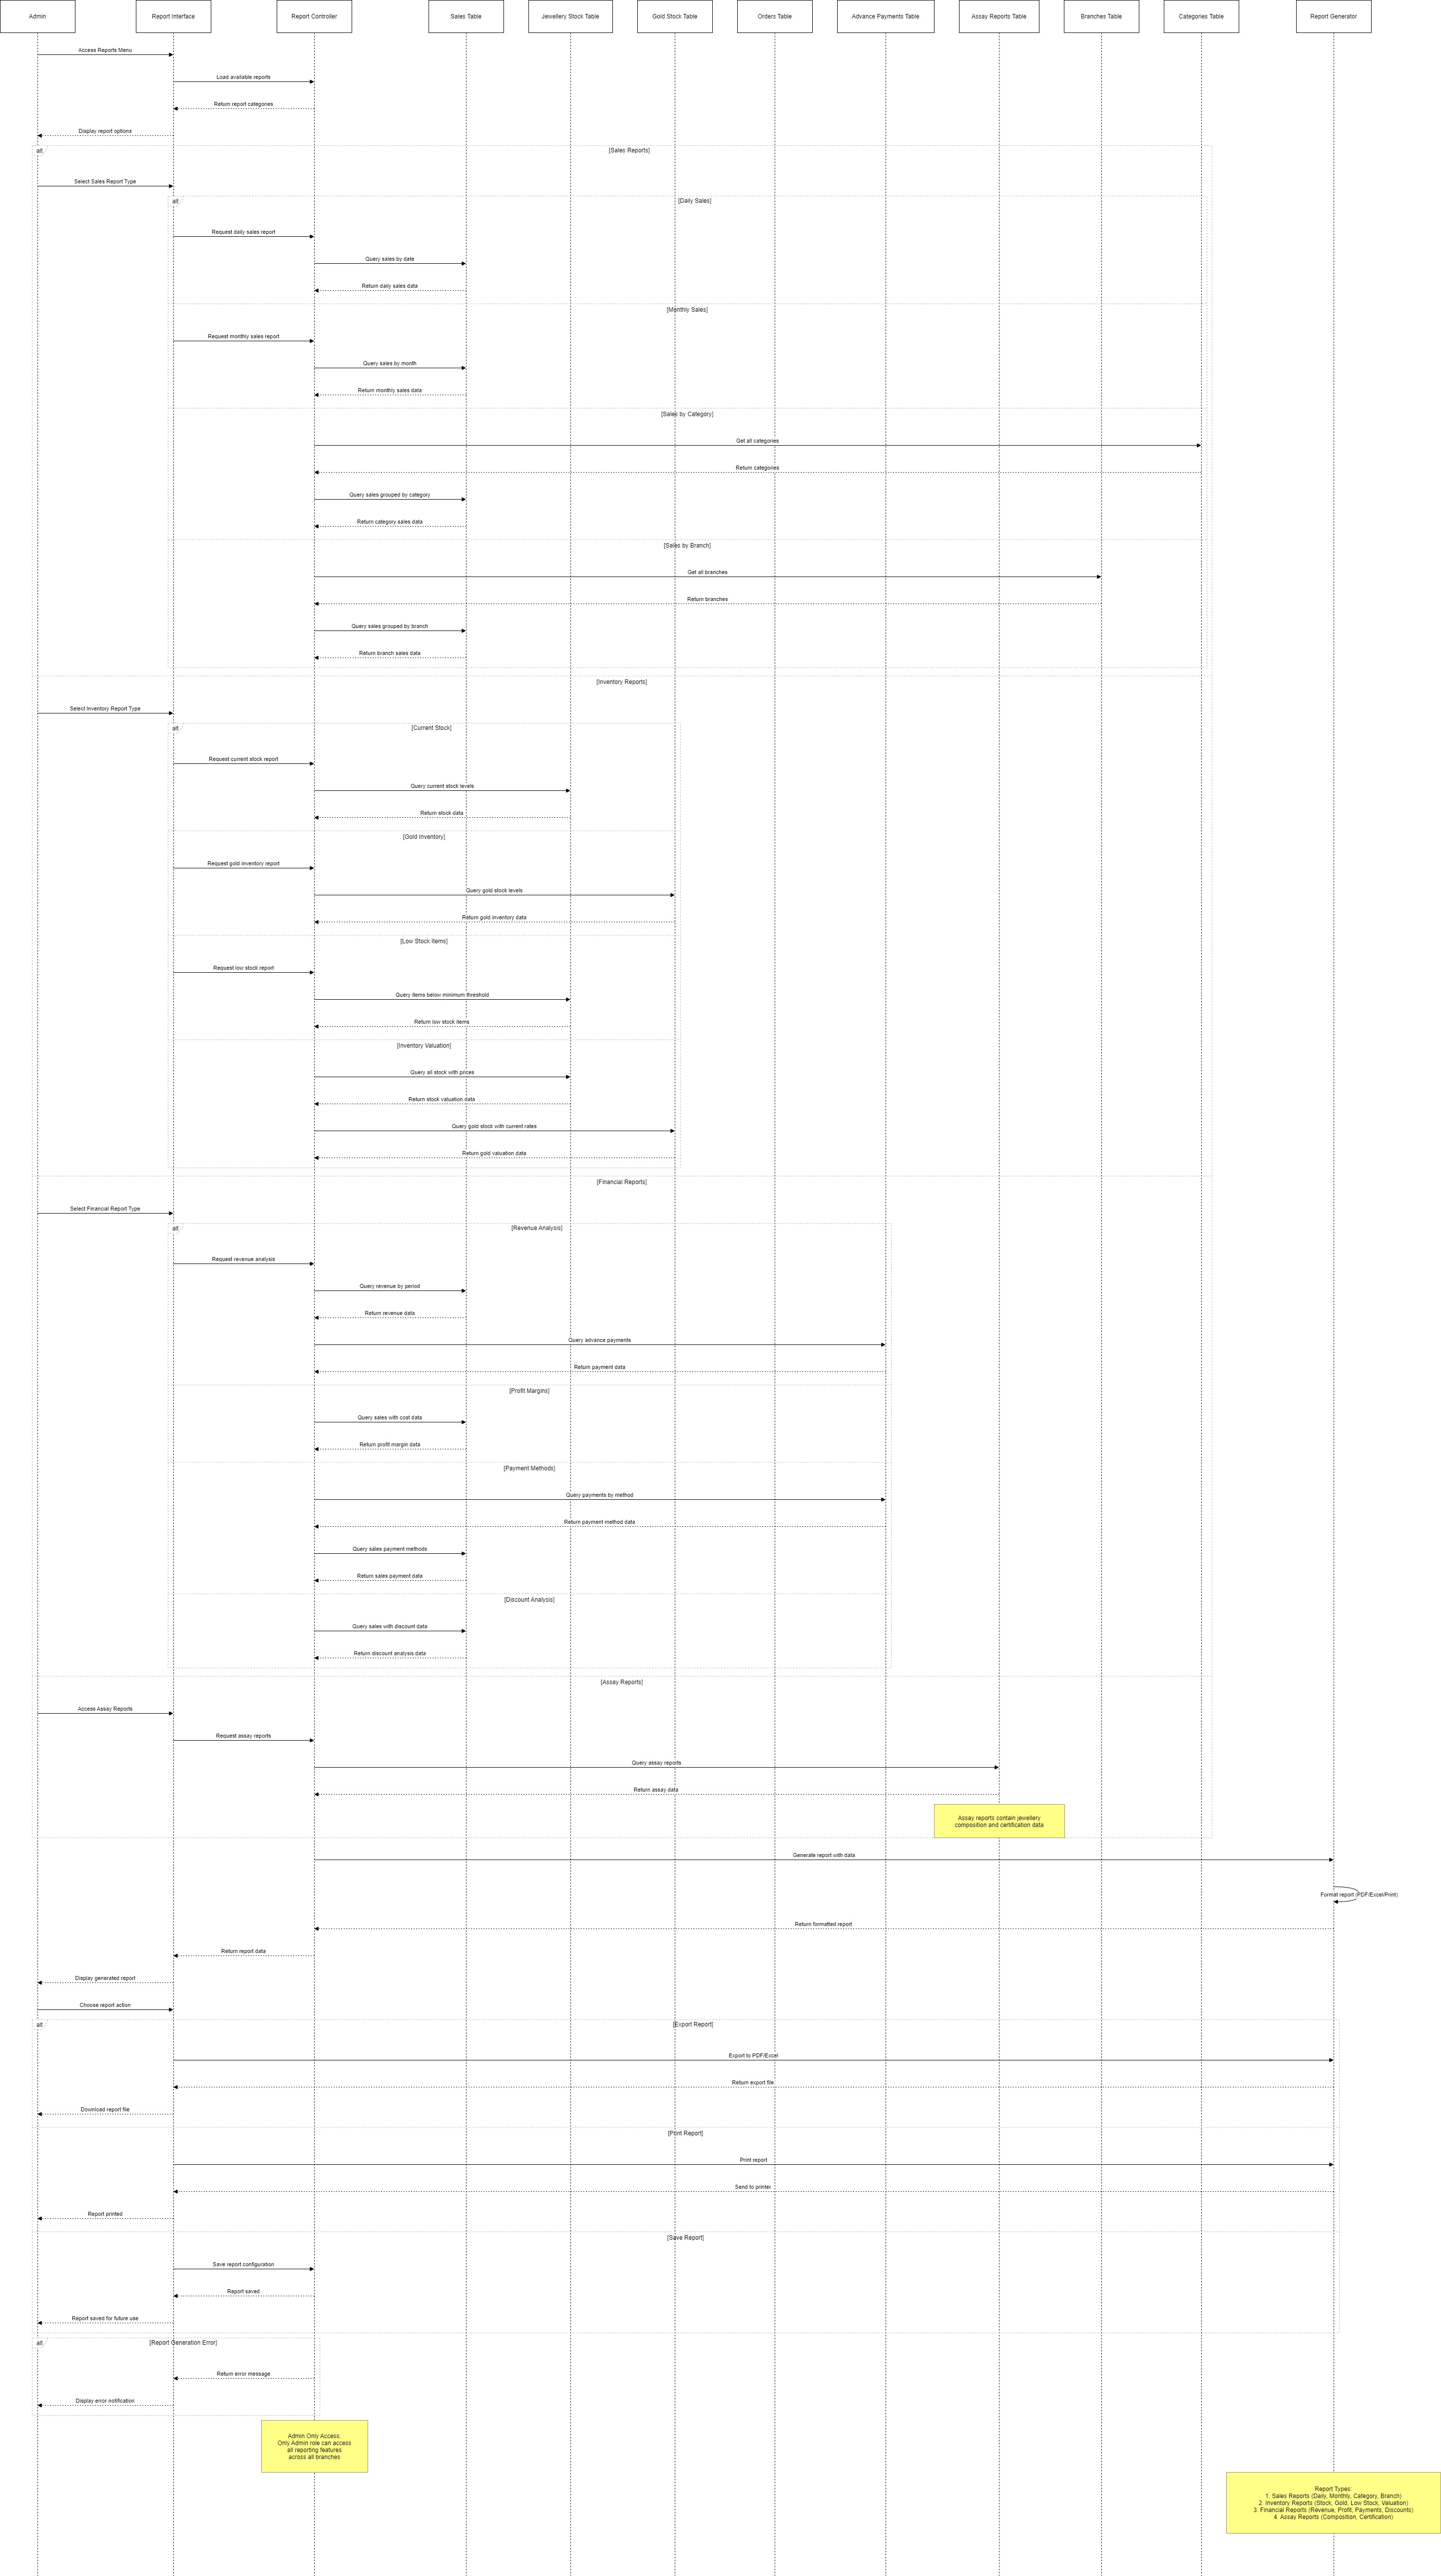 Admin
Report Interface
Report Controller
Sales Table
Jewellery Stock Table
Gold Stock Table
Orders Table
Advance Payments Table
Assay Reports Table
Branches Table
Categories Table
Report Generator
Access Reports Menu
Load available reports
Return report categories
Display report options
alt
[Sales Reports]
Select Sales Report Type
alt
[Daily Sales]
Request daily sales report
Query sales by date
Return daily sales data
[Monthly Sales]
Request monthly sales report
Query sales by month
Return monthly sales data
[Sales by Category]
Get all categories
Return categories
Query sales grouped by category
Return category sales data
[Sales by Branch]
Get all branches
Return branches
Query sales grouped by branch
Return branch sales data
[Inventory Reports]
Select Inventory Report Type
alt
[Current Stock]
Request current stock report
Query current stock levels
Return stock data
[Gold Inventory]
Request gold inventory report
Query gold stock levels
Return gold inventory data
[Low Stock Items]
Request low stock report
Query items below minimum threshold
Return low stock items
[Inventory Valuation]
Query all stock with prices
Return stock valuation data
Query gold stock with current rates
Return gold valuation data
[Financial Reports]
Select Financial Report Type
alt
[Revenue Analysis]
Request revenue analysis
Query revenue by period
Return revenue data
Query advance payments
Return payment data
[Profit Margins]
Query sales with cost data
Return profit margin data
[Payment Methods]
Query payments by method
Return payment method data
Query sales payment methods
Return sales payment data
[Discount Analysis]
Query sales with discount data
Return discount analysis data
[Assay Reports]
Access Assay Reports
Request assay reports
Query assay reports
Return assay data
Assay reports contain jewellery
composition and certification data
Generate report with data
Format report (PDF/Excel/Print)
Return formatted report
Return report data
Display generated report
Choose report action
alt
[Export Report]
Export to PDF/Excel
Return export file
Download report file
[Print Report]
Print report
Send to printer
Report printed
[Save Report]
Save report configuration
Report saved
Report saved for future use
alt
[Report Generation Error]
Return error message
Display error notification
Admin Only Access:
Only Admin role can access
all reporting features
across all branches
Report Types:
1. Sales Reports (Daily, Monthly, Category, Branch)
2. Inventory Reports (Stock, Gold, Low Stock, Valuation)
3. Financial Reports (Revenue, Profit, Payments, Discounts)
4. Assay Reports (Composition, Certification)